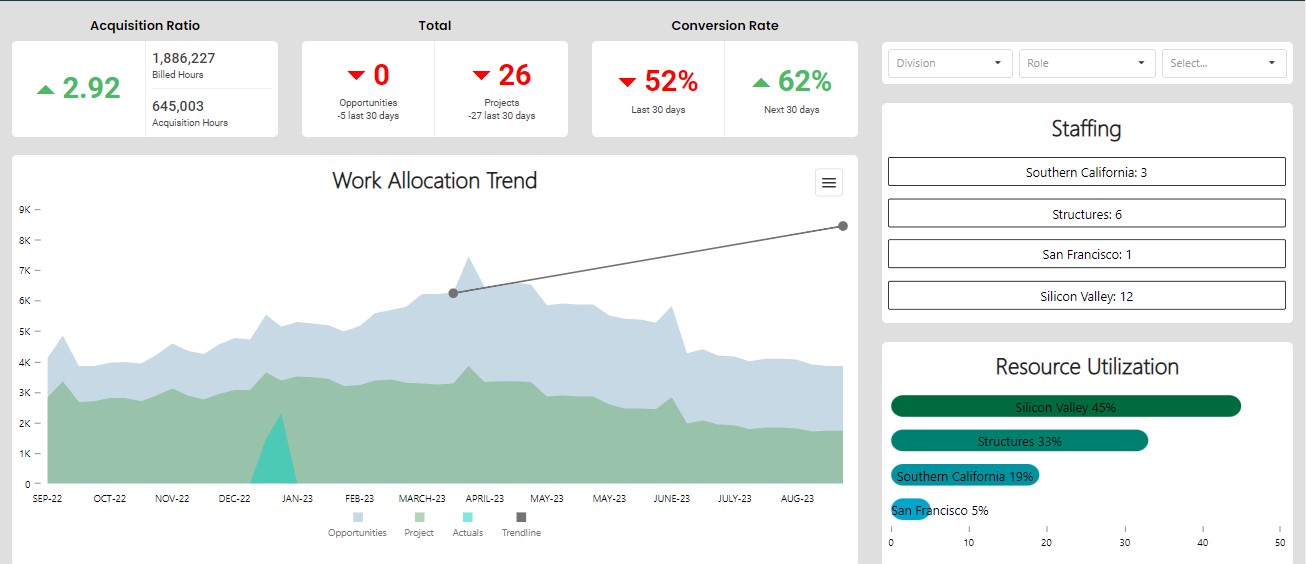 Acquisition Ratio
2.92
1,886,227
Billed Hours
645,003
Acquisition Hours
Total
0
Opportunities
-5 last 30 days
26
Projects
-27 last 30 days
Conversion Rate
52%
Last 30 days
62%
Next 30 days
Division
Role
Select...
Work Allocation Trend
9K
8K
7K
6K
5K
4K
3K
2K
1K
0
SEP-22 OCT-22 NOV-22 DEC-22 JAN-23 FEB-23 MARCH-23 APRIL-23 MAY-23 MAY-23 JUNE-23 JULY-23 AUG-23
Opportunities Project Actuals Trendline
Staffing
Southern California: 3
Structures: 6
San Francisco: 1
Silicon Valley: 12
Resource Utilization
Silicon Valley 45%
Structures 33%
Southern California 19%
San Francisco 5%
0 10 20 30 40 50